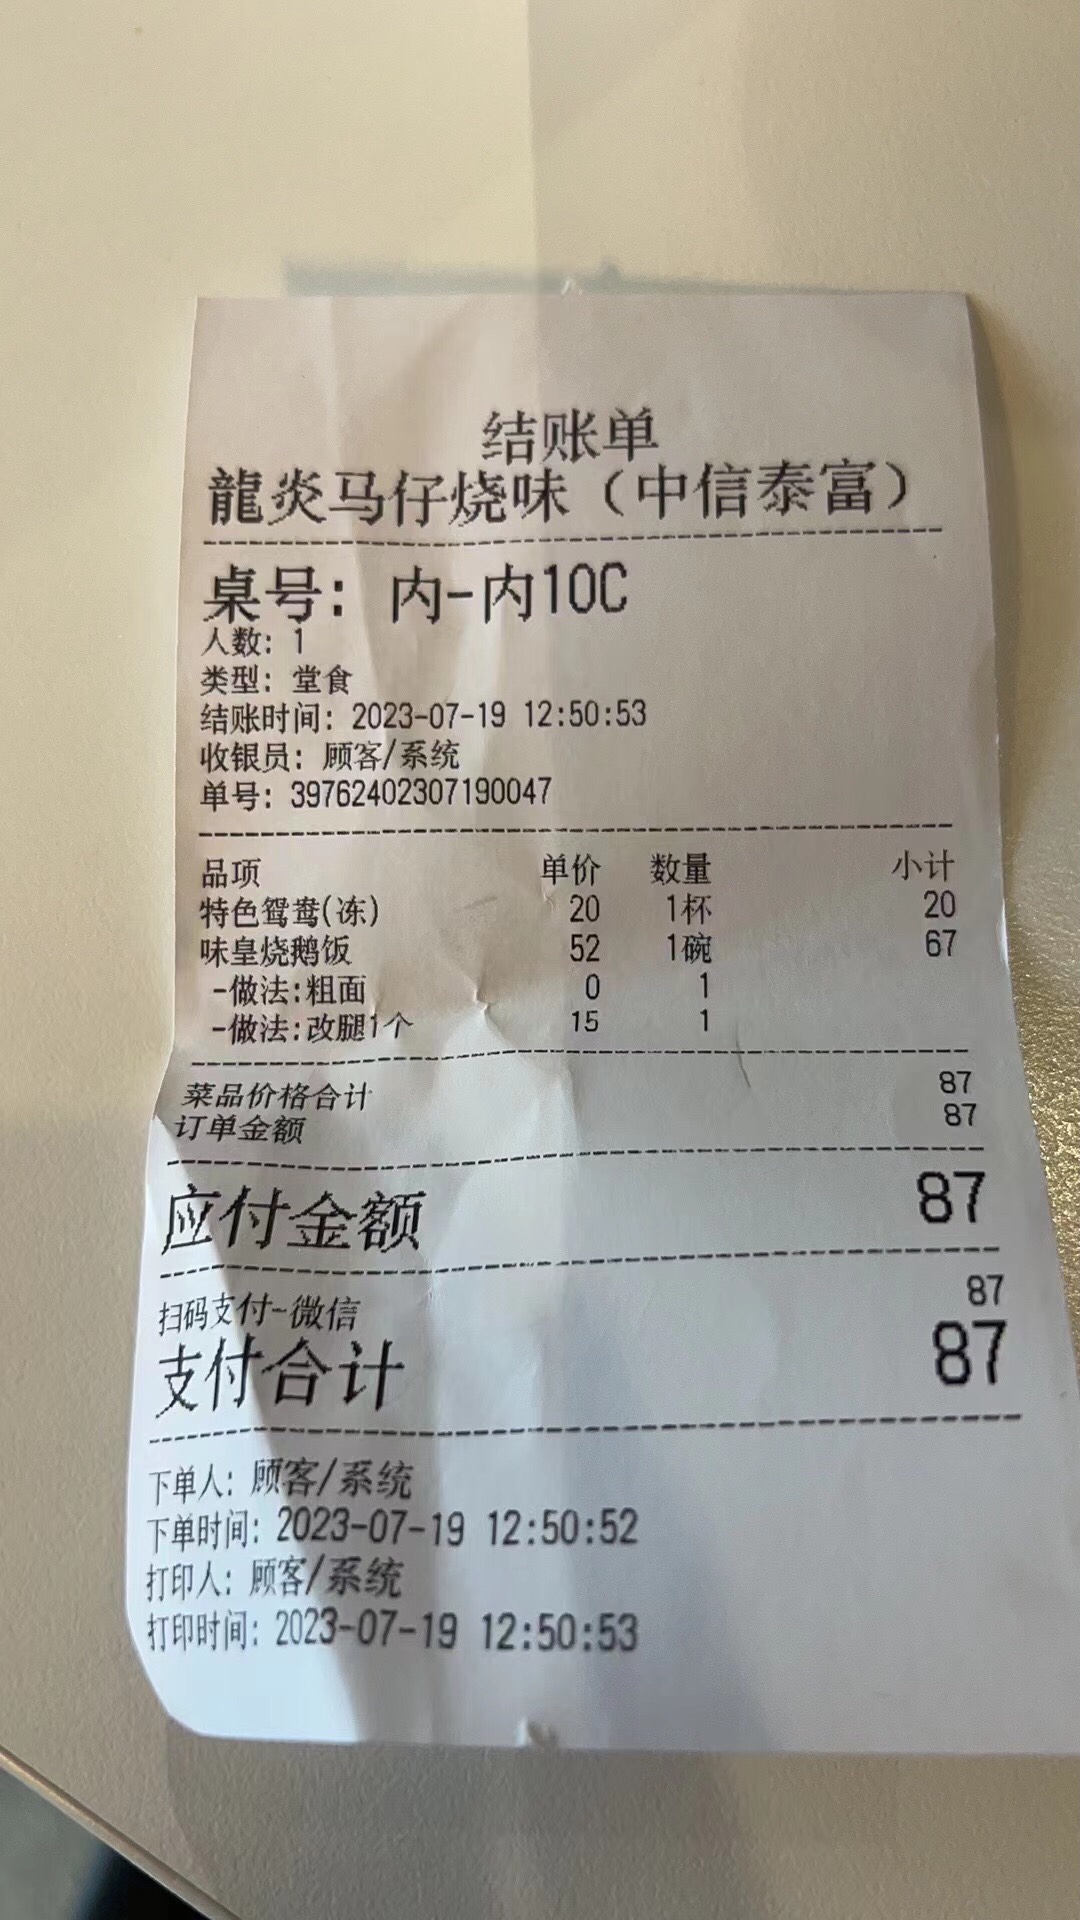 结账单
龍炎马仔烧味（中信泰富）
桌号：内-内10C
人数：1
类型：堂食
结账时间：2023-07-19 12:50:53
收银员：顾客/系统
单号：39762402307190047
品项 单价 数量 小计
特色鸳鸯(冻) 20 1杯 20
味皇烧鹅饭 52 1碗 67
-做法:粗面 0 1
-做法:改腿1个 15 1
菜品价格合计 87
订单金额 87
应付金额 87
扫码支付-微信 87
支付合计 87
下单人：顾客/系统
下单时间：2023-07-19 12:50:52
打印人：顾客/系统
打印时间：2023-07-19 12:50:53